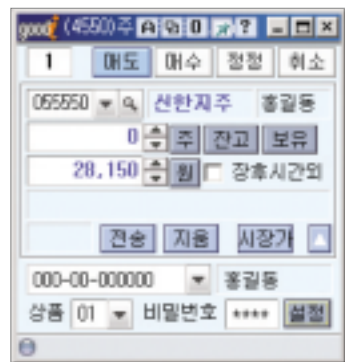 good (4550) 주 ?
1 매도 매수 정정 취소
055550 신한지주 홍길동
0 주 잔고 보유
28,150 원 장후시간외
전송 지움 시장가
000-00-000000 홍길동
상품 01 비밀번호 **** 설정